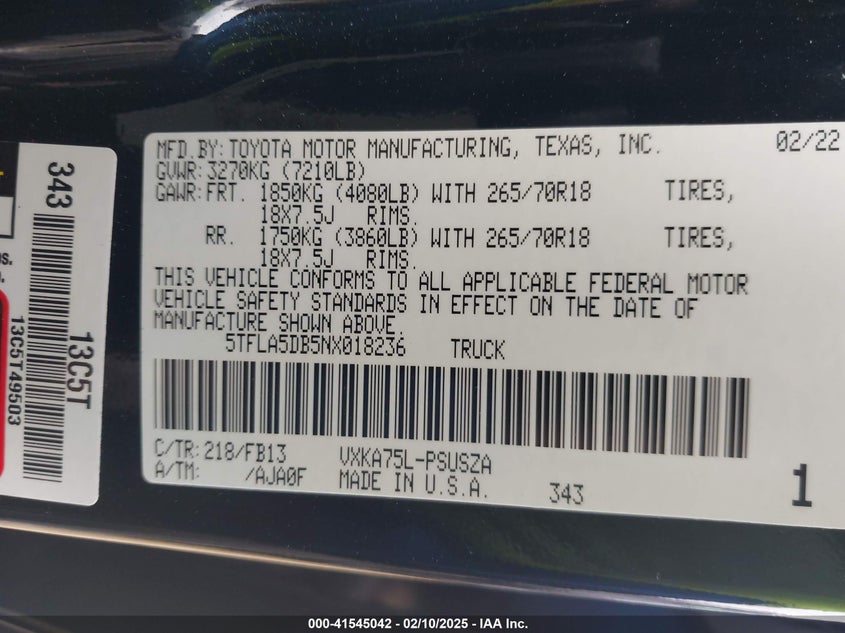 MFD.BY: TOYOTA MOTOR MANUFACTURING, TEXAS, INC. 02/22
GVWR: 3270KG (7210LB)
GAWR: FRT. 1850KG (4080LB) WITH 265/70R18 TIRES,
18X7.5J RIMS.
RR. 1750KG (3860LB) WITH 265/70R18 TIRES,
18X7.5J RIMS.
THIS VEHICLE CONFORMS TO ALL APPLICABLE FEDERAL MOTOR
VEHICLE SAFETY STANDARDS IN EFFECT ON THE DATE OF
MANUFACTURE SHOWN ABOVE.
5TFLA5DB5NX018236 TRUCK
C/TR: 218/FB13 VXKA75L-PSUSZA
A/TM: /AJA0F MADE IN U.S.A. 343 1
343
13C5T
13C5T49503
000-41545042 - 02/10/2025 - IAA Inc.